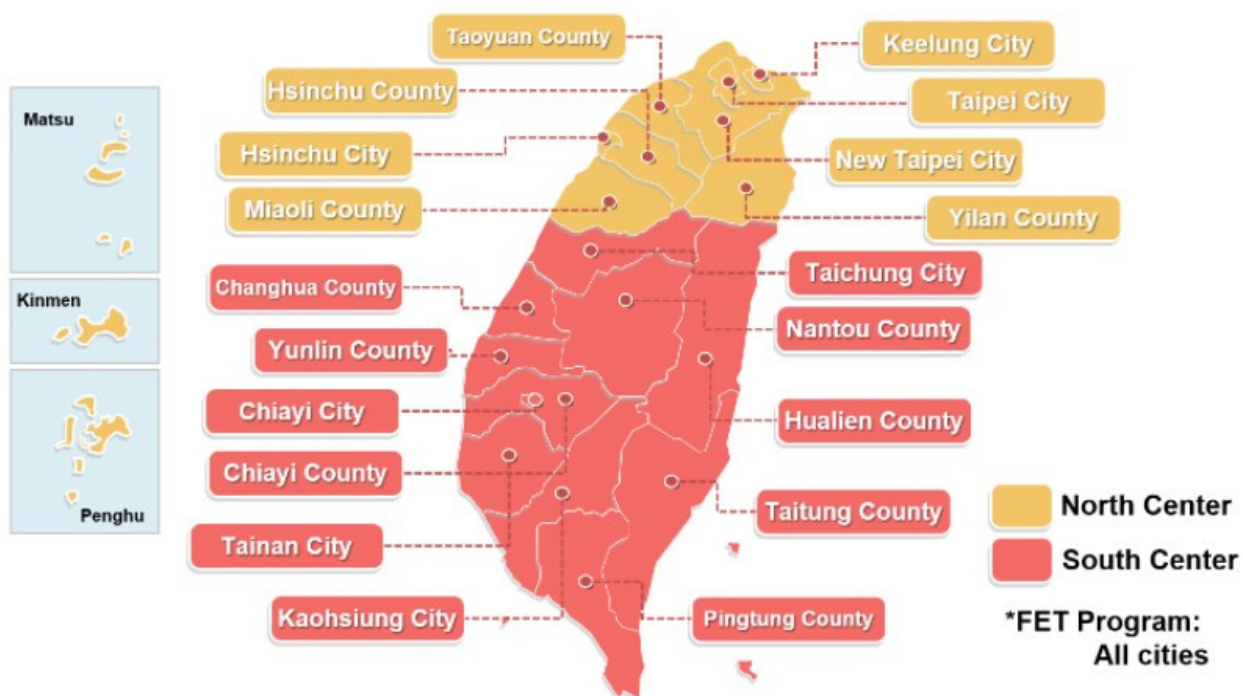 Taoyuan County
Keelung City
Hsinchu County
Taipei City
Matsu
Hsinchu City
New Taipei City
Miaoli County
Yilan County
Taichung City
Changhua County
Kinmen
Nantou County
Yunlin County
Chiayi City
Hualien County
Chiayi County
Penghu
Taitung County
Tainan City
Kaohsiung City
Pingtung County
North Center
South Center
*FET Program:
All cities